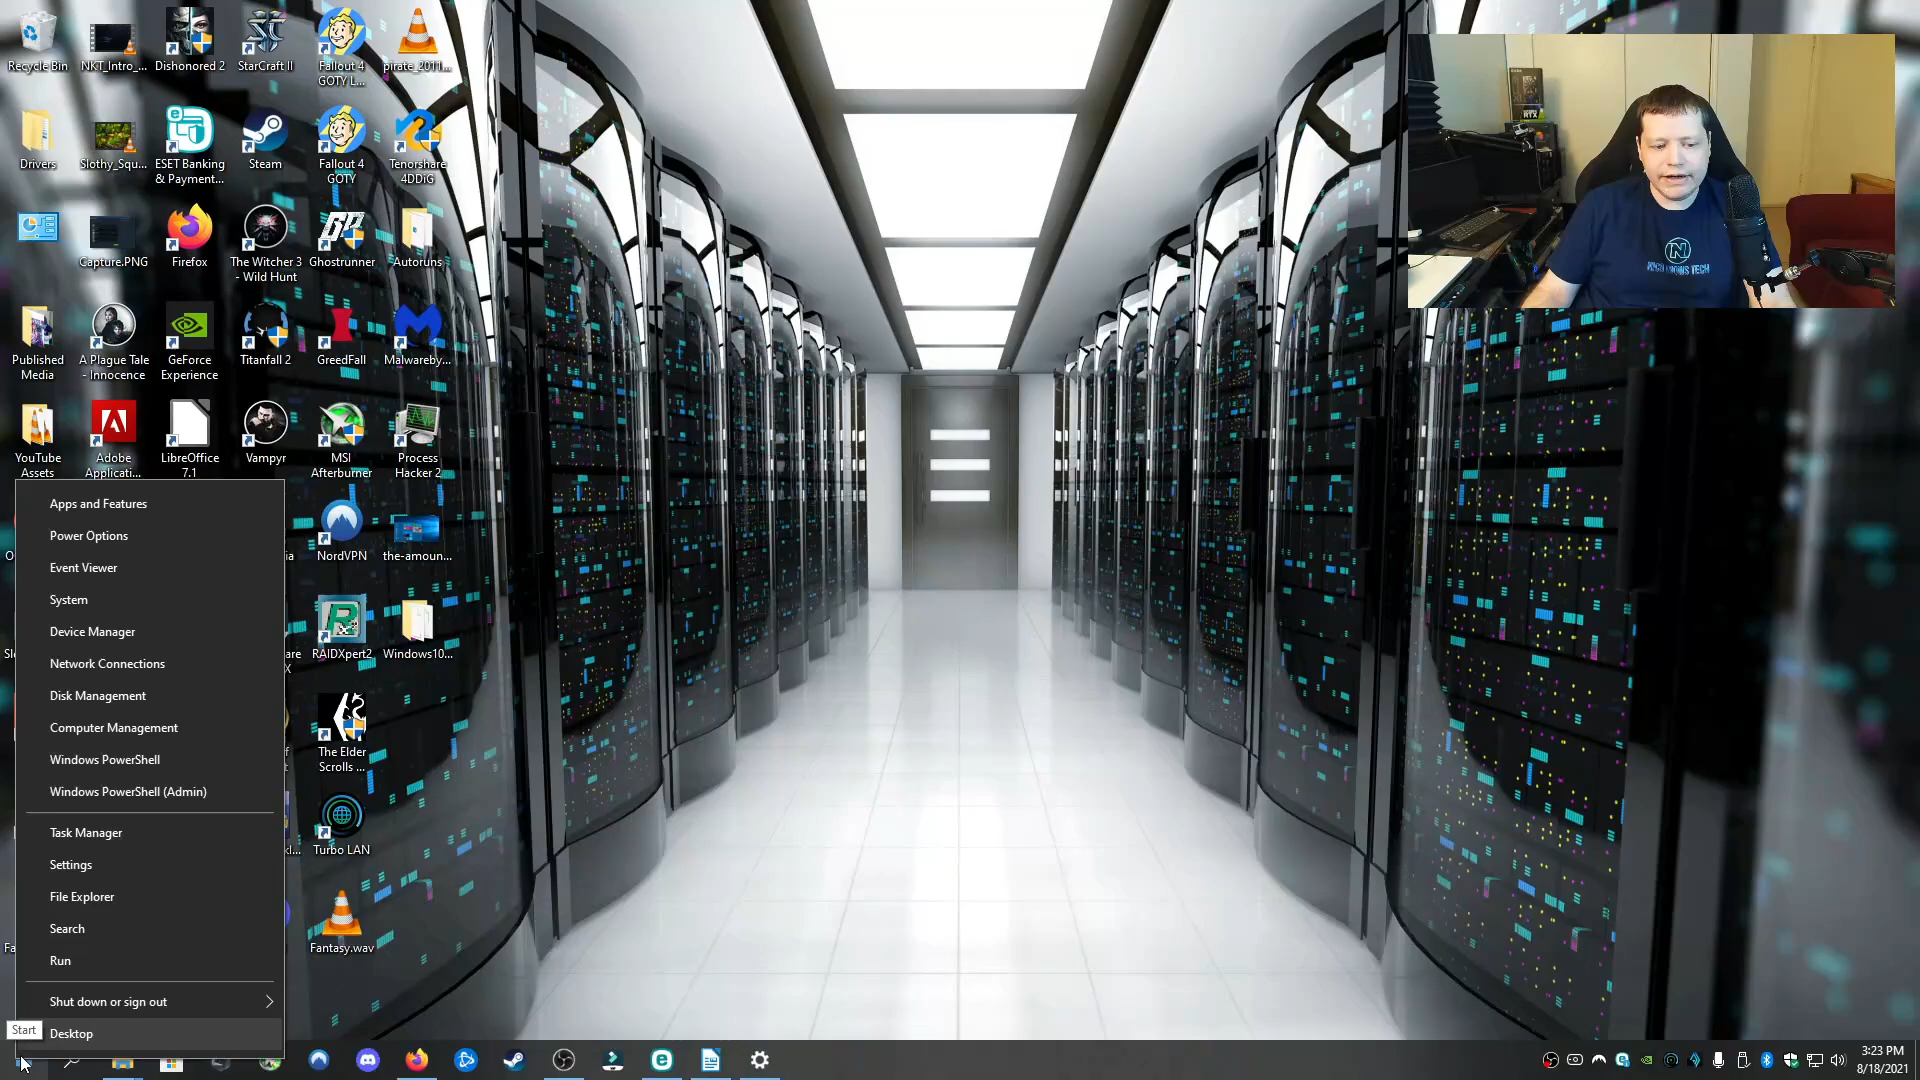 Recycle Bin
NKT_Intro_...
Dishonored 2
StarCraft II
Fallout 4
GOTY L...
pirate_2011...
Drivers
Slothy_Squ...
ESET Banking
& Payment...
Steam
Fallout 4
GOTY
Tenorshare
4DDiG
Capture.PNG
Firefox
The Witcher 3
- Wild Hunt
Ghostrunner
Autoruns
Published
Media
A Plague Tale
- Innocence
GeForce
Experience
Titanfall 2
GreedFall
Malwareby...
YouTube
Assets
Adobe
Applicati...
LibreOffice
7.1
Vampyr
MSI
Afterburner
Process
Hacker 2
NordVPN
the-amoun...
RAIDXpert2
Windows10...
The Elder
Scrolls ...
Turbo LAN
Fantasy.wav
Apps and Features
Power Options
Event Viewer
System
Device Manager
Network Connections
Disk Management
Computer Management
Windows PowerShell
Windows PowerShell (Admin)
Task Manager
Settings
File Explorer
Search
Run
Shut down or sign out
Desktop
Start
3:23 PM
8/18/2021